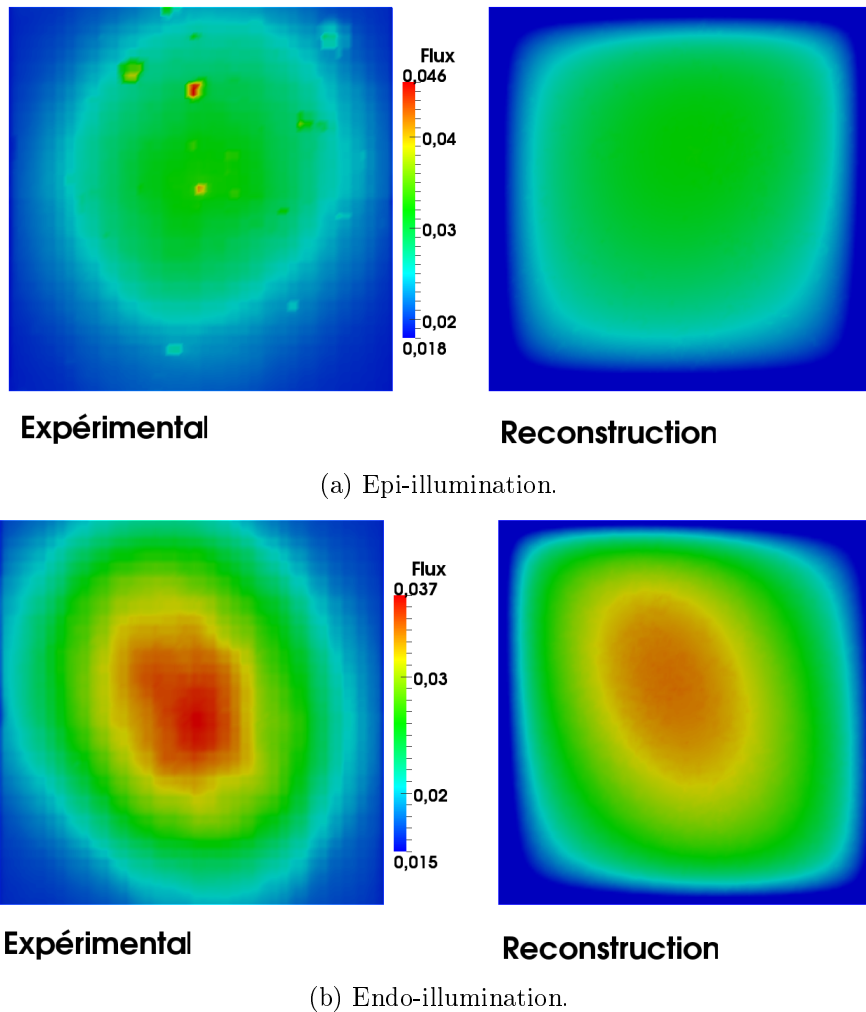 Flux
0,046
0,04
0,03
0,02
0,018
Expérimental
Reconstruction
(a) Epi-illumination.
Flux
0,037
0,03
0,02
0,015
Expérimental
Reconstruction
(b) Endo-illumination.